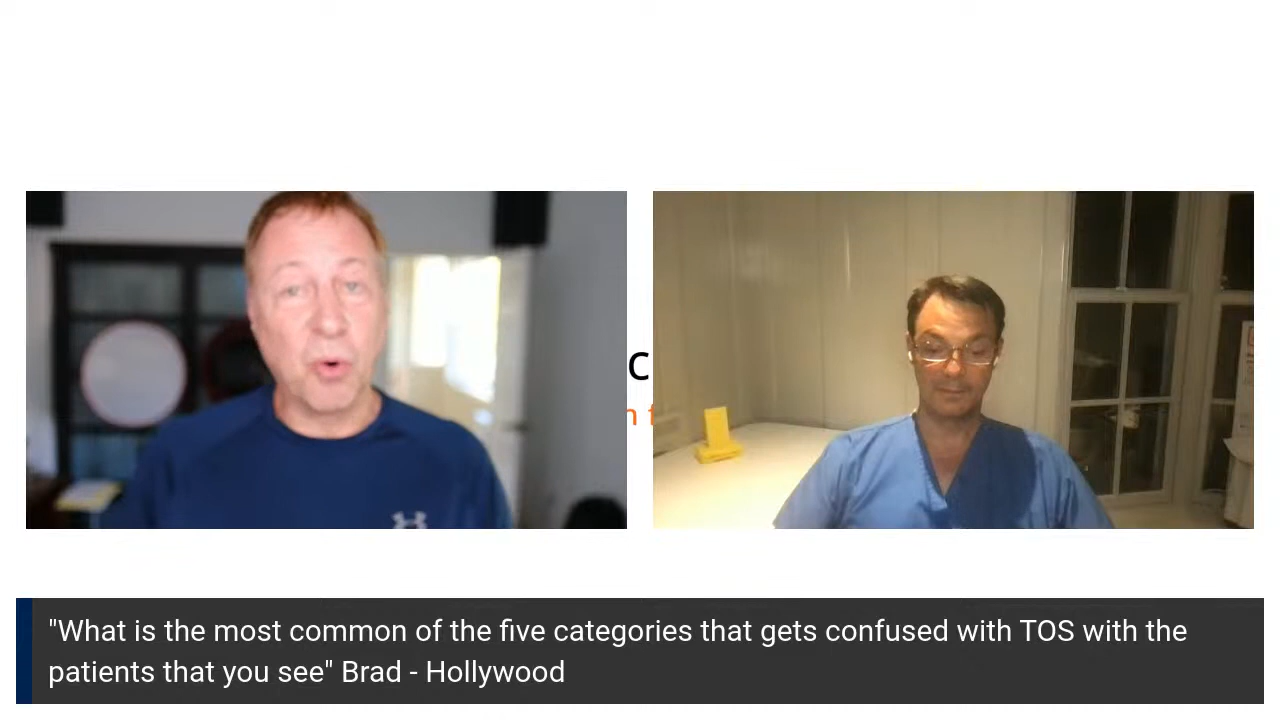 C
n f
"What is the most common of the five categories that gets confused with TOS with the
patients that you see" Brad - Hollywood